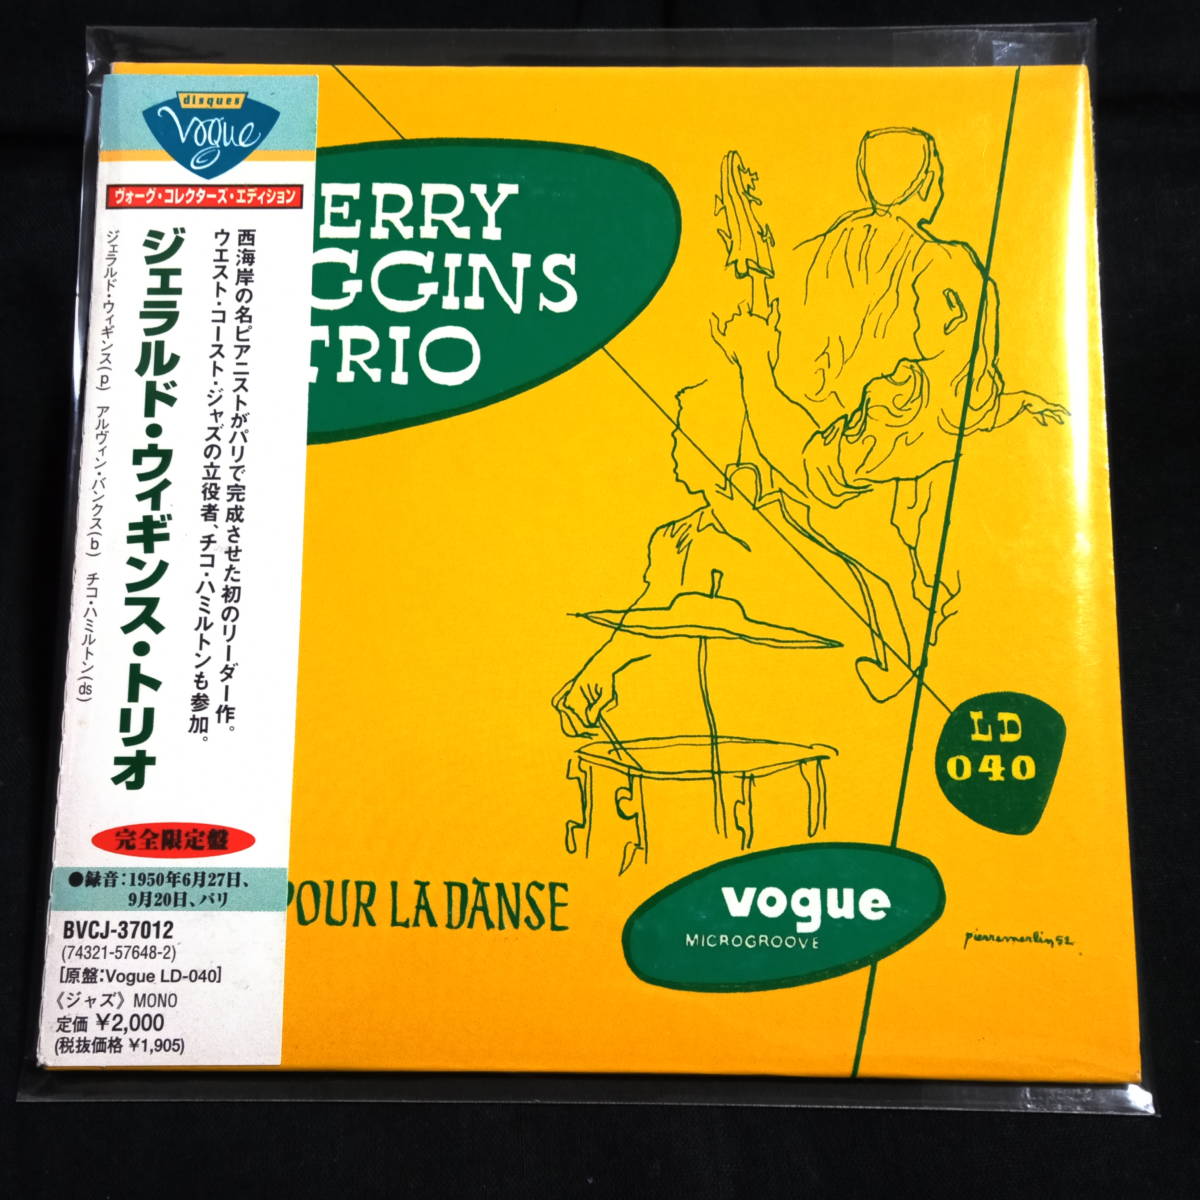 disques
Vogue
ヴォーグ・コレクターズ・エディション
西海岸の名ピアニストがパリで完成させた初のリーダー作。
ウエスト・コースト・ジャズの立役者、チコ・ハミルトンも参加。
ジェラルド・ウィギンス・トリオ
ジェラルド・ウィギンス(p) アルヴィン・バンクス(b) チコ・ハミルトン(ds)
完全限定盤
●録音:1950年6月27日、
9月20日、パリ
BVCJ-37012
(74321-57648-2)
[原盤:Vogue LD-040]
《ジャズ》 MONO
定価 ¥2,000
(税抜価格 ¥1,905)
ERRY
GGINS
TRIO
LD
040
POUR LA DANSE
vogue
MICROGROOVE
pierre merlin 52